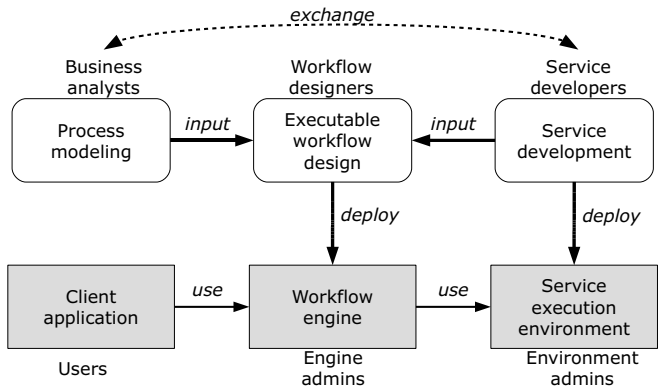 exchange
Business
analysts
Workflow
designers
Service
developers
Process
modeling
input
Executable
workflow
design
input
Service
development
deploy
deploy
Client
application
use
Workflow
engine
use
Service
execution
environment
Users
Engine
admins
Environment
admins